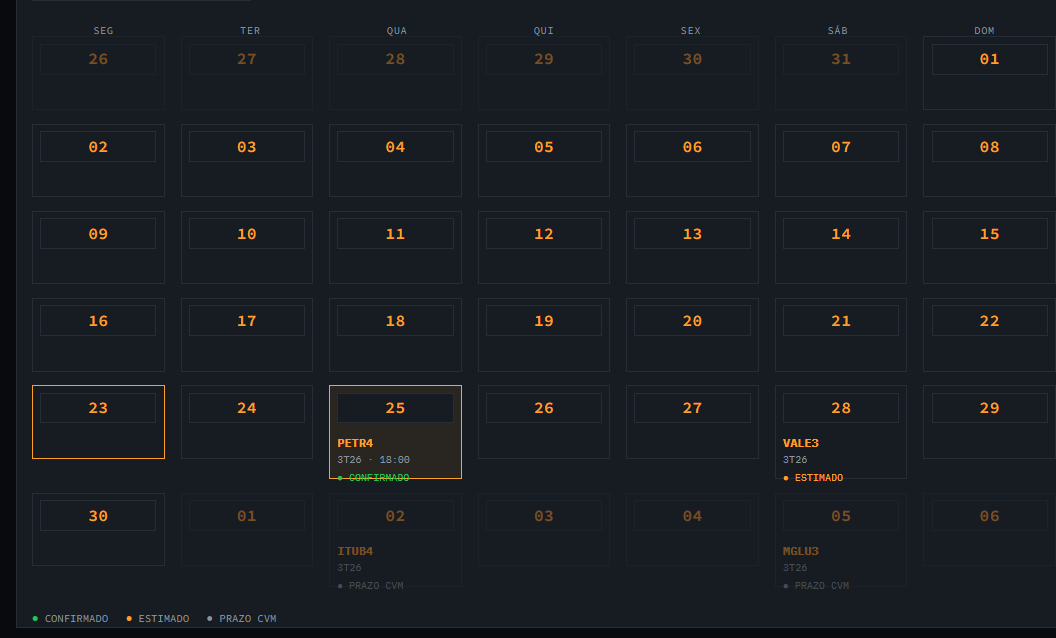 SEG TER QUA QUI SEX SÁB DOM
26 27 28 29 30 31 01
02 03 04 05 06 07 08
09 10 11 12 13 14 15
16 17 18 19 20 21 22
23 24 25 26 27 28 29
PETR4 VALE3
3T26 · 18:00 3T26
● CONFIRMADO ● ESTIMADO
30 01 02 03 04 05 06
ITUB4 MGLU3
3T26 3T26
● PRAZO CVM ● PRAZO CVM
● CONFIRMADO ● ESTIMADO ● PRAZO CVM